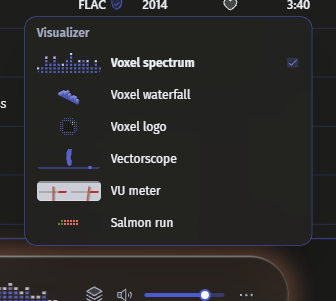 FLAC 2014 3:40
Visualizer
Voxel spectrum
Voxel waterfall
s
Voxel logo
Vectorscope
VU meter
Salmon run